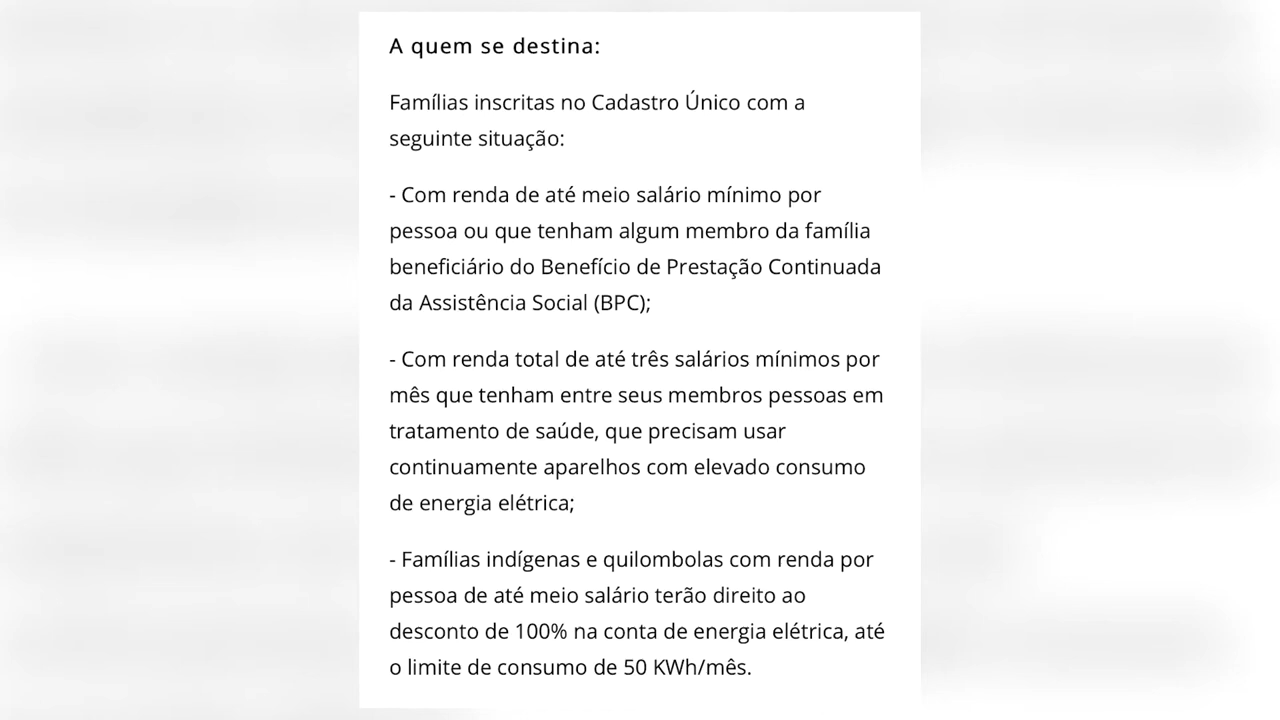 A quem se destina:
Famílias inscritas no Cadastro Único com a
seguinte situação:
- Com renda de até meio salário mínimo por
pessoa ou que tenham algum membro da família
beneficiário do Benefício de Prestação Continuada
da Assistência Social (BPC);
- Com renda total de até três salários mínimos por
mês que tenham entre seus membros pessoas em
tratamento de saúde, que precisam usar
continuamente aparelhos com elevado consumo
de energia elétrica;
- Famílias indígenas e quilombolas com renda por
pessoa de até meio salário terão direito ao
desconto de 100% na conta de energia elétrica, até
o limite de consumo de 50 KWh/mês.